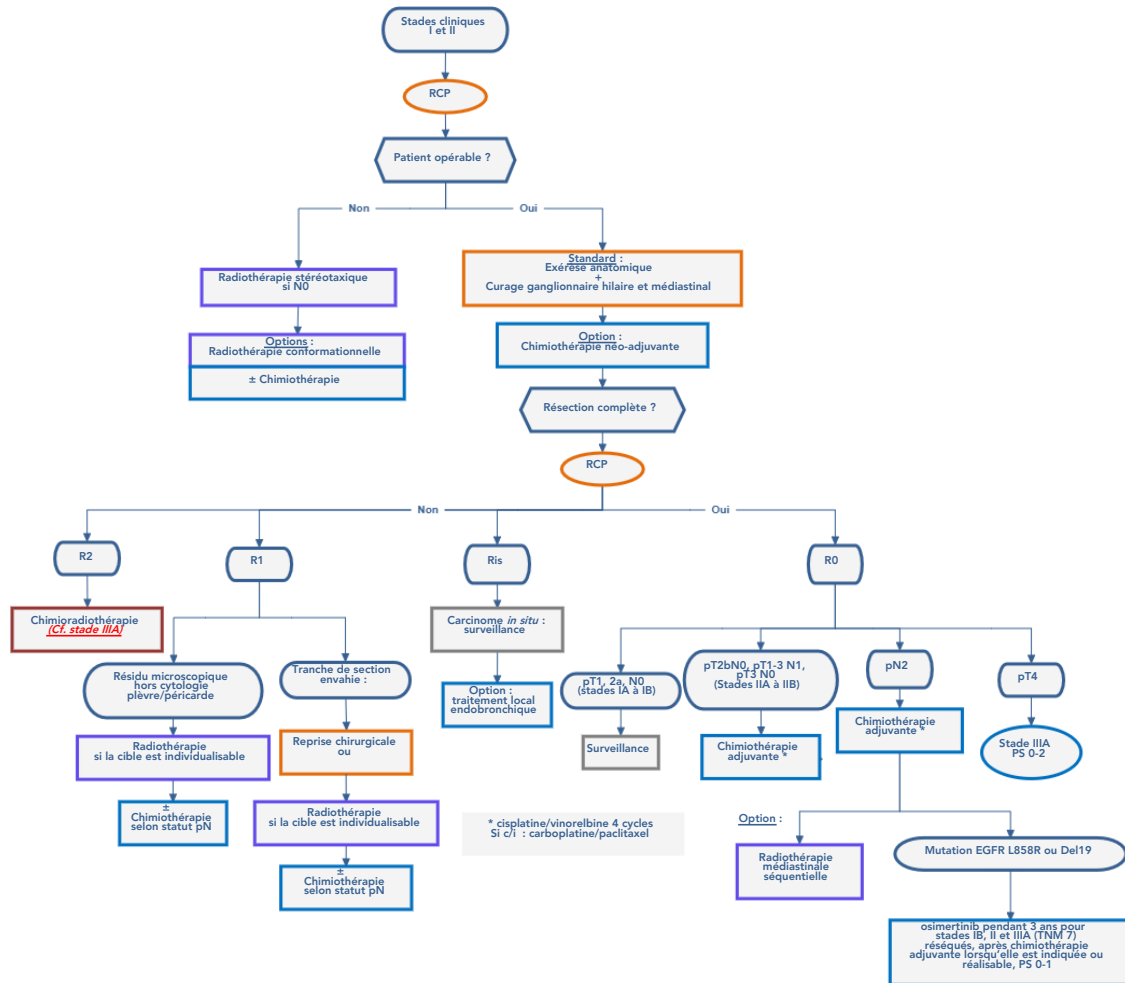 Stades cliniques
I et II
RCP
Patient opérable ?
Non
Oui
Radiothérapie stéréotaxique
si N0
Standard :
Exérèse anatomique
+
Curage ganglionnaire hilaire et médiastinal
Options :
Radiothérapie conformationnelle
± Chimiothérapie
Option :
Chimiothérapie néo-adjuvante
Résection complète ?
RCP
Non
Oui
R2
R1
Ris
R0
Chimioradiothérapie
(Cf. stade IIIA)
Carcinome in situ :
surveillance
Résidu microscopique
hors cytologie
plèvre/péricarde
Tranche de section
envahie :
Option :
traitement local
endobronchique
pT1, 2a, N0
(stades IA à IB)
pT2bN0, pT1-3 N1,
pT3 N0
(Stades IIA à IIB)
pN2
pT4
Radiothérapie
si la cible est individualisable
Reprise chirurgicale
ou
Surveillance
Chimiothérapie
adjuvante *
Chimiothérapie
adjuvante *
Stade IIIA
PS 0-2
±
Chimiothérapie
selon statut pN
Radiothérapie
si la cible est individualisable
* cisplatine/vinorelbine 4 cycles
Si c/i : carboplatine/paclitaxel
Option :
±
Chimiothérapie
selon statut pN
Radiothérapie
médiastinale
séquentielle
Mutation EGFR L858R ou Del19
osimertinib pendant 3 ans pour
stades IB, II et IIIA (TNM 7)
réséqués, après chimiothérapie
adjuvante lorsqu'elle est indiquée ou
réalisable, PS 0-1